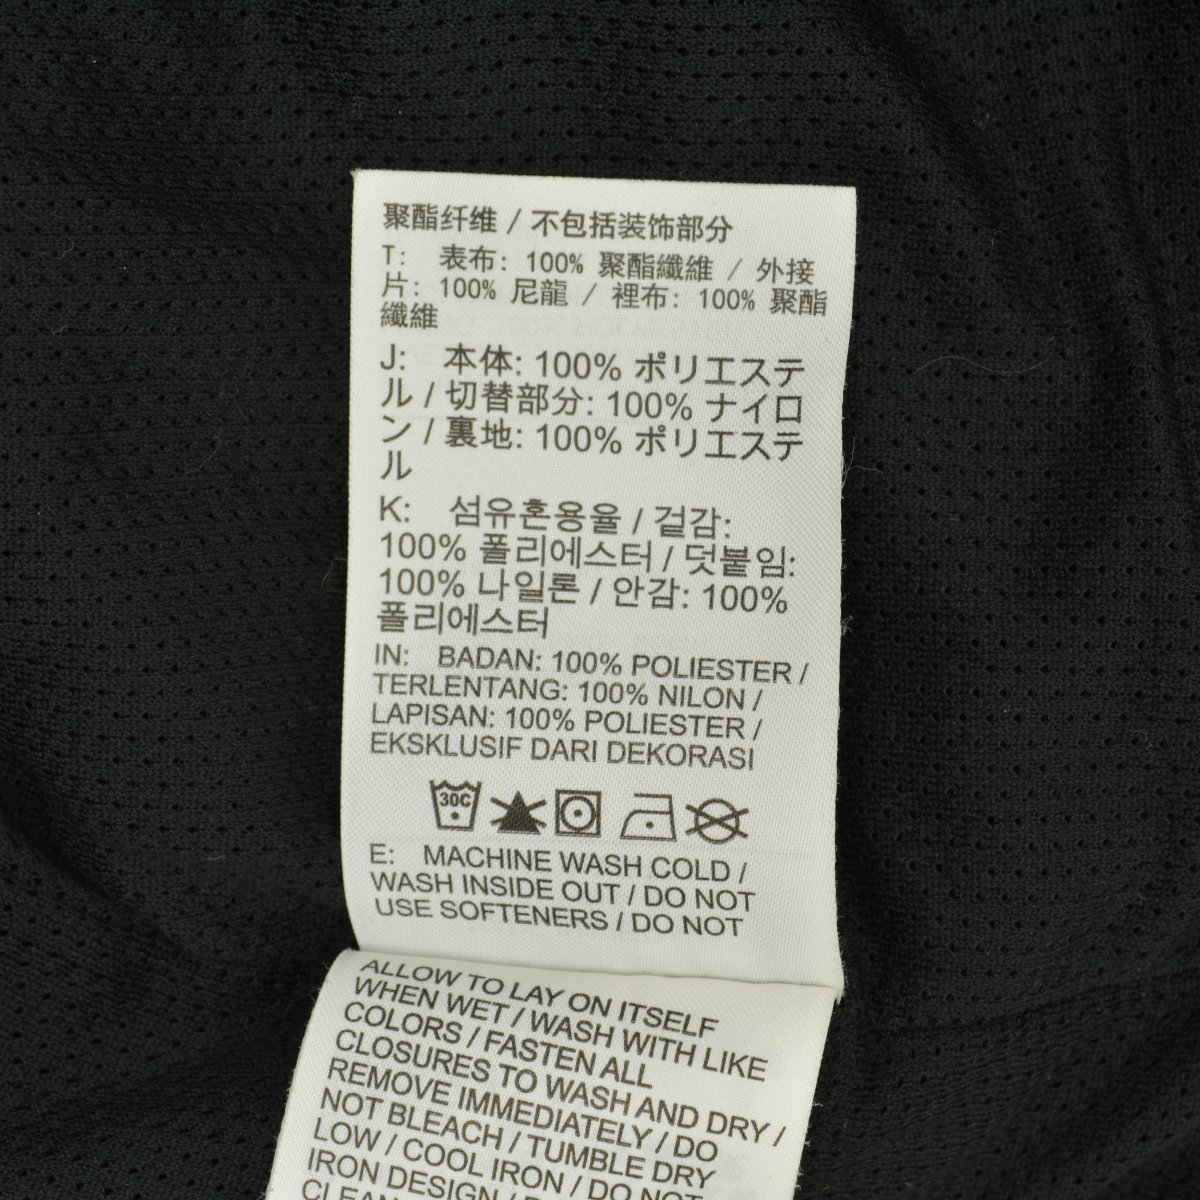 聚酯纤维 / 不包括装饰部分
T: 表布: 100% 聚酯纖維 / 外接
片: 100% 尼龍 / 裡布: 100% 聚酯
纖維
J: 本体: 100% ポリエステ
ル / 切替部分: 100% ナイロ
ン / 裏地: 100% ポリエステ
ル
K: 섬유혼용율 / 겉감:
100% 폴리에스터 / 덧붙임:
100% 나일론 / 안감: 100%
폴리에스터
IN: BADAN: 100% POLIESTER /
TERLENTANG: 100% NILON /
LAPISAN: 100% POLIESTER /
EKSKLUSIF DARI DEKORASI
30C
E: MACHINE WASH COLD /
WASH INSIDE OUT / DO NOT
USE SOFTENERS / DO NOT
ALLOW TO LAY ON ITSELF
WHEN WET / WASH WITH LIKE
COLORS / FASTEN ALL
CLOSURES TO WASH AND DRY /
REMOVE IMMEDIATELY / DO
NOT BLEACH / TUMBLE DRY
LOW / COOL IRON / DO NOT
IRON DESIGN /